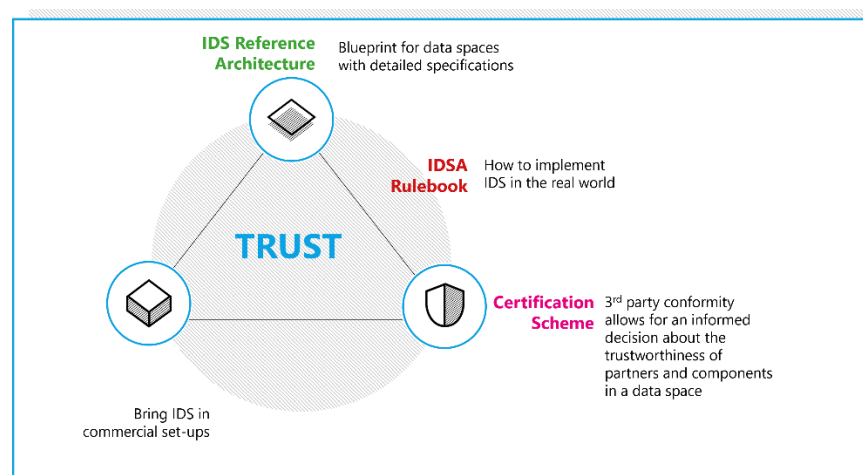 IDS Reference
Architecture
Blueprint for data spaces
with detailed specifications
IDSA
Rulebook
How to implement
IDS in the real world
TRUST
Certification
Scheme
3rd party conformity
allows for an informed
decision about the
trustworthiness of
partners and components
in a data space
Bring IDS in
commercial set-ups